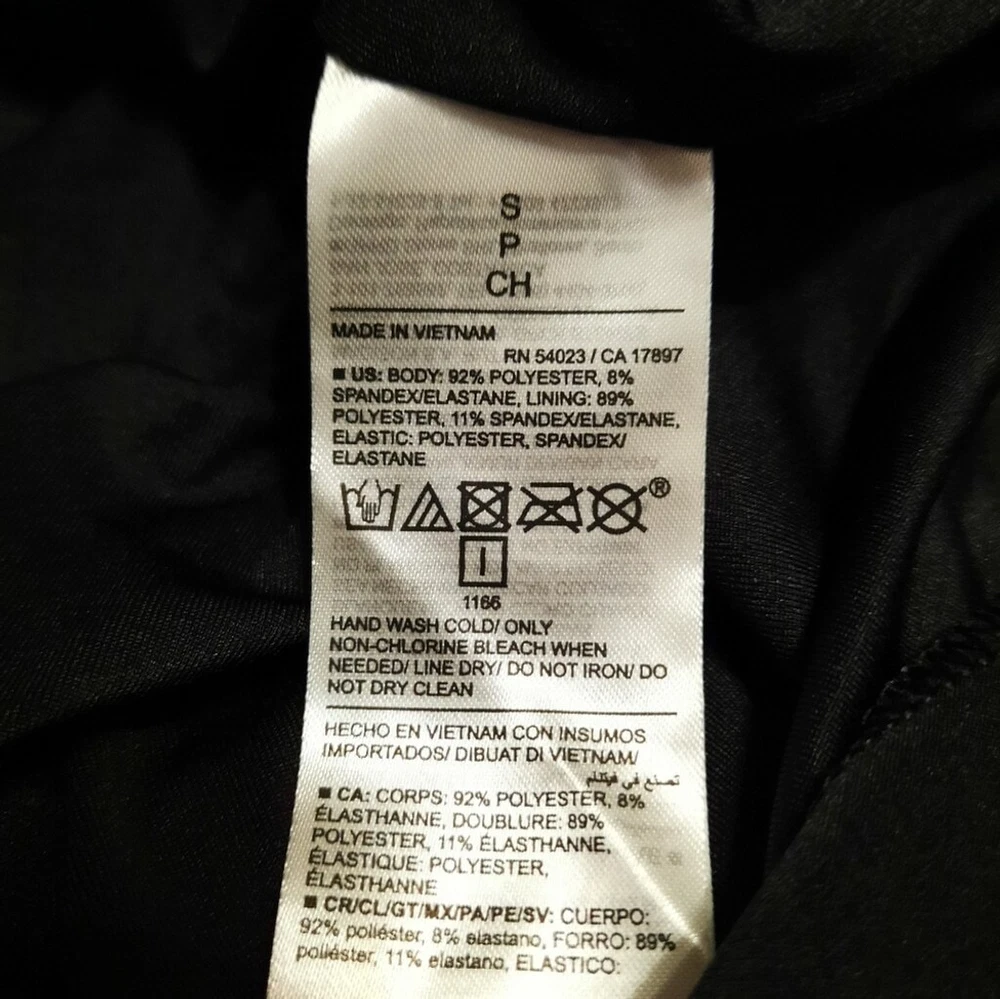 S
P
CH
MADE IN VIETNAM
RN 54023 / CA 17897
■ US: BODY: 92% POLYESTER, 8%
SPANDEX/ELASTANE, LINING: 89%
POLYESTER, 11% SPANDEX/ELASTANE,
ELASTIC: POLYESTER, SPANDEX/
ELASTANE
®
I
1166
HAND WASH COLD/ ONLY
NON-CHLORINE BLEACH WHEN
NEEDED/ LINE DRY/ DO NOT IRON/ DO
NOT DRY CLEAN
HECHO EN VIETNAM CON INSUMOS
IMPORTADOS/ DIBUAT DI VIETNAM/
تصنع في فيتنام
■ CA: CORPS: 92% POLYESTER, 8%
ÉLASTHANNE, DOUBLURE: 89%
POLYESTER, 11% ÉLASTHANNE,
ÉLASTIQUE: POLYESTER,
ÉLASTHANNE
■ CR/CL/GT/MX/PA/PE/SV: CUERPO:
92% poliéster, 8% elastano, FORRO: 89%
poliéster, 11% elastano, ELASTICO: